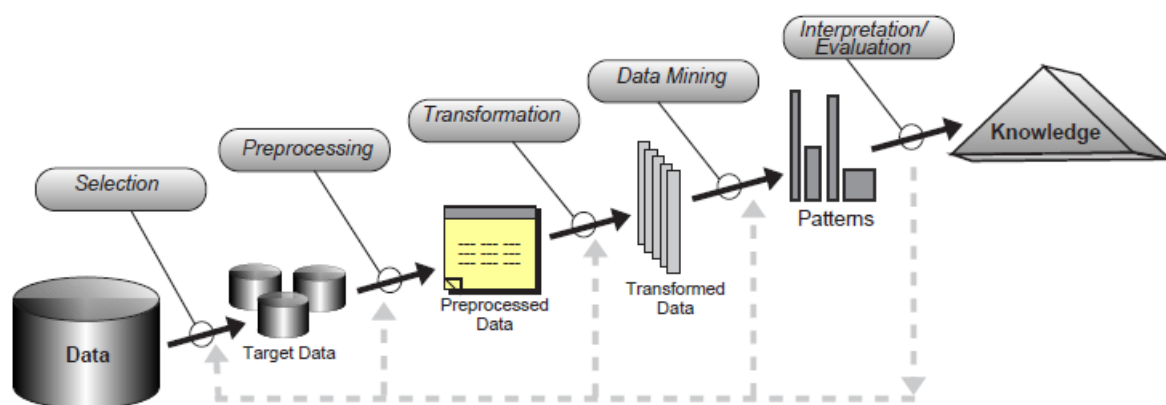 Interpretation/
Evaluation
Data Mining
Transformation
Preprocessing
Selection
Knowledge
Patterns
Transformed
Data
Preprocessed
Data
Target Data
Data